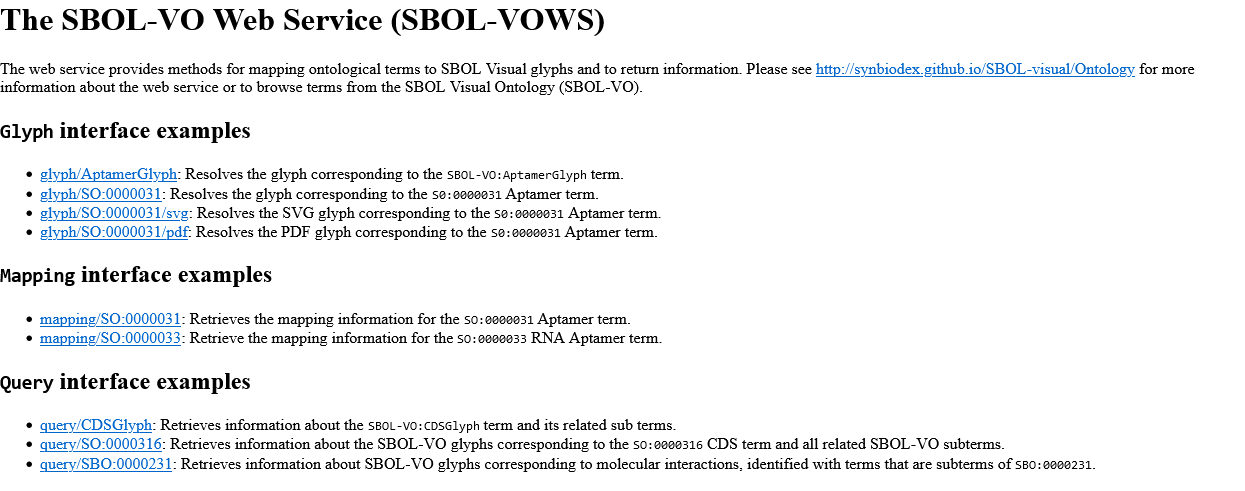 The SBOL-VO Web Service (SBOL-VOWS)
The web service provides methods for mapping ontological terms to SBOL Visual glyphs and to return information. Please see http://synbiodex.github.io/SBOL-visual/Ontology for more
information about the web service or to browse terms from the SBOL Visual Ontology (SBOL-VO).
Glyph interface examples
• glyph/AptamerGlyph: Resolves the glyph corresponding to the SBOL-VO:AptamerGlyph term.
• glyph/SO:0000031: Resolves the glyph corresponding to the SO:0000031 Aptamer term.
• glyph/SO:0000031/svg: Resolves the SVG glyph corresponding to the SO:0000031 Aptamer term.
• glyph/SO:0000031/pdf: Resolves the PDF glyph corresponding to the SO:0000031 Aptamer term.
Mapping interface examples
• mapping/SO:0000031: Retrieves the mapping information for the SO:0000031 Aptamer term.
• mapping/SO:0000033: Retrieve the mapping information for the SO:0000033 RNA Aptamer term.
Query interface examples
• query/CDSGlyph: Retrieves information about the SBOL-VO:CDSGlyph term and its related sub terms.
• query/SO:0000316: Retrieves information about the SBOL-VO glyphs corresponding to the SO:0000316 CDS term and all related SBOL-VO subterms.
• query/SBO:0000231: Retrieves information about SBOL-VO glyphs corresponding to molecular interactions, identified with terms that are subterms of SBO:0000231.